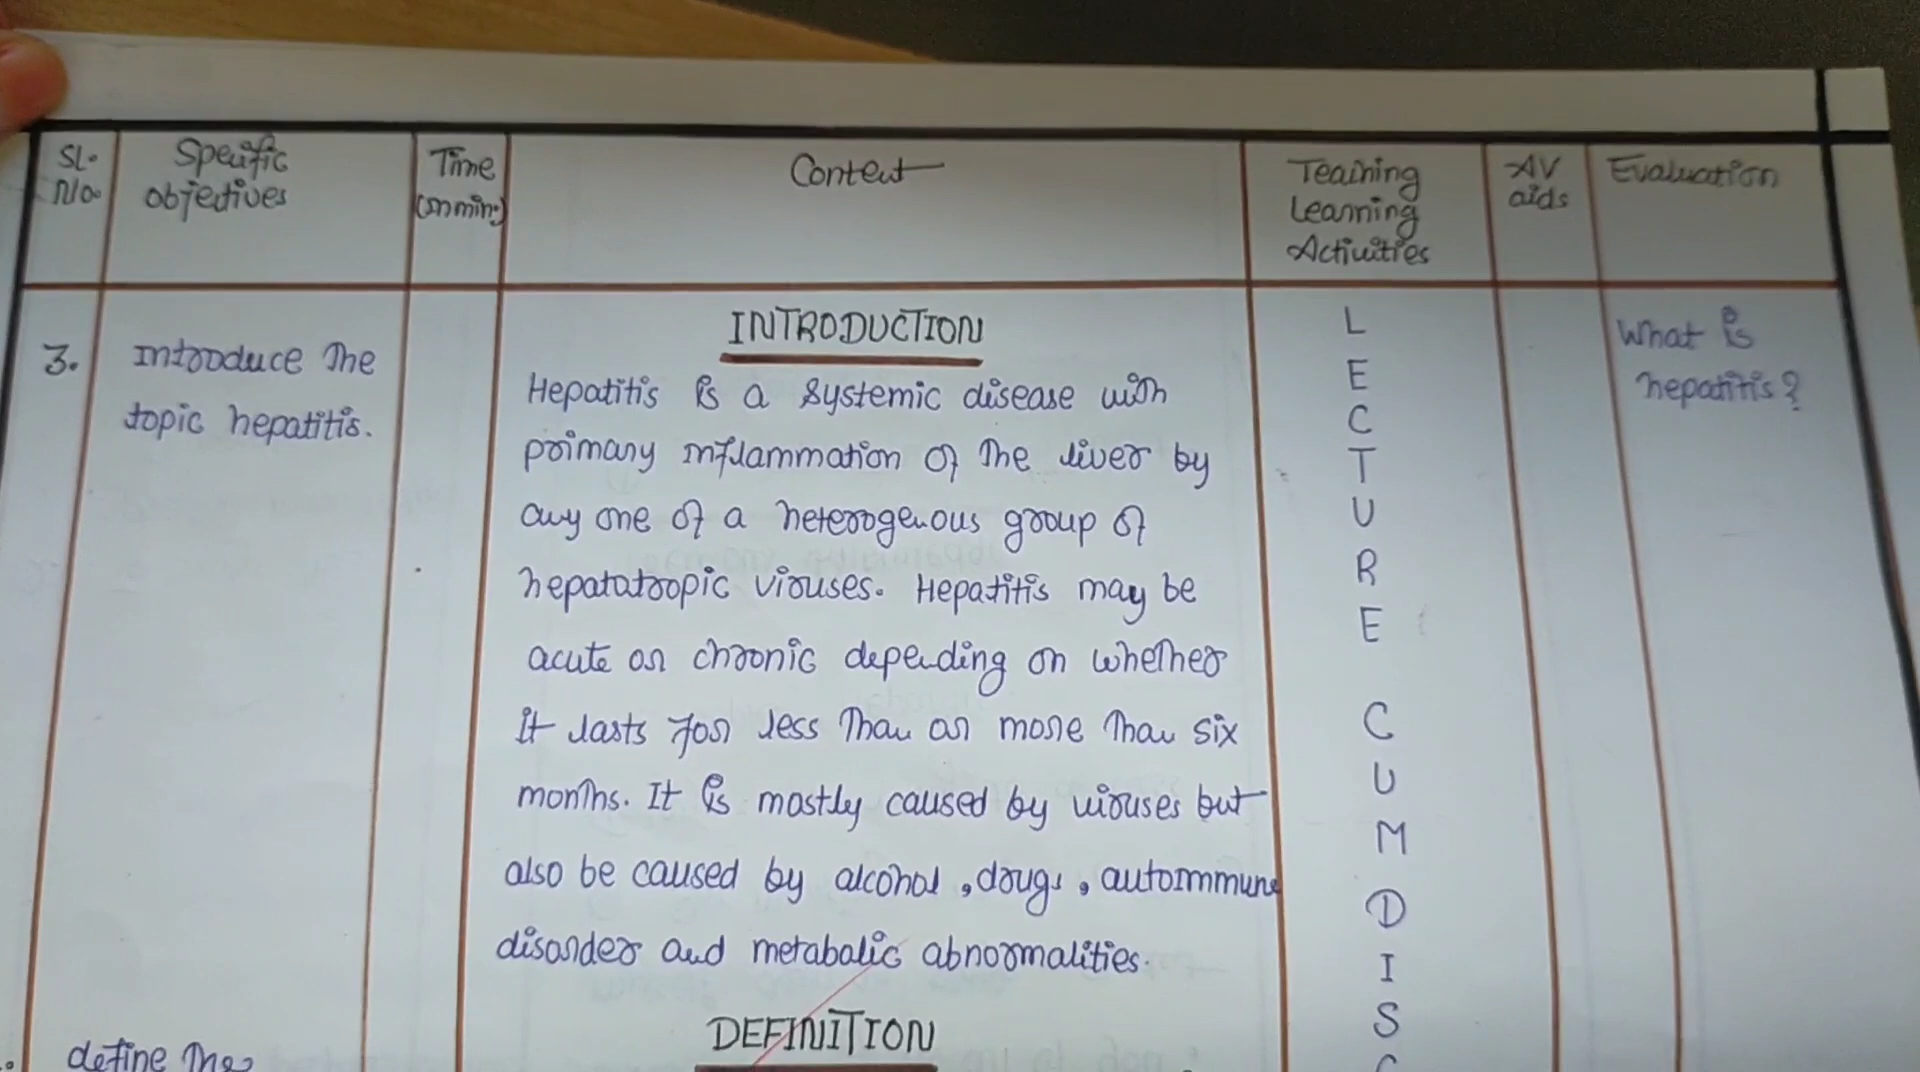 SL. No.
Specific objectives
Time (in min.)
Content
Teaching Learning Activities
AV aids
Evaluation
3.
Introduce the
topic hepatitis.
INTRODUCTION
Hepatitis is a systemic disease with
primary inflammation of the liver by
any one of a heterogenous group of
hepatatropic viruses. Hepatitis may be
acute or chronic depending on whether
it lasts for less than or more than six
months. It is mostly caused by viruses but
also be caused by alcohol, drugs, autoimmune
disorder and metabalic abnormalities.
DEFINITION
L
E
C
T
U
R
E
C
U
M
D
I
S
C
What is
hepatitis?
define the